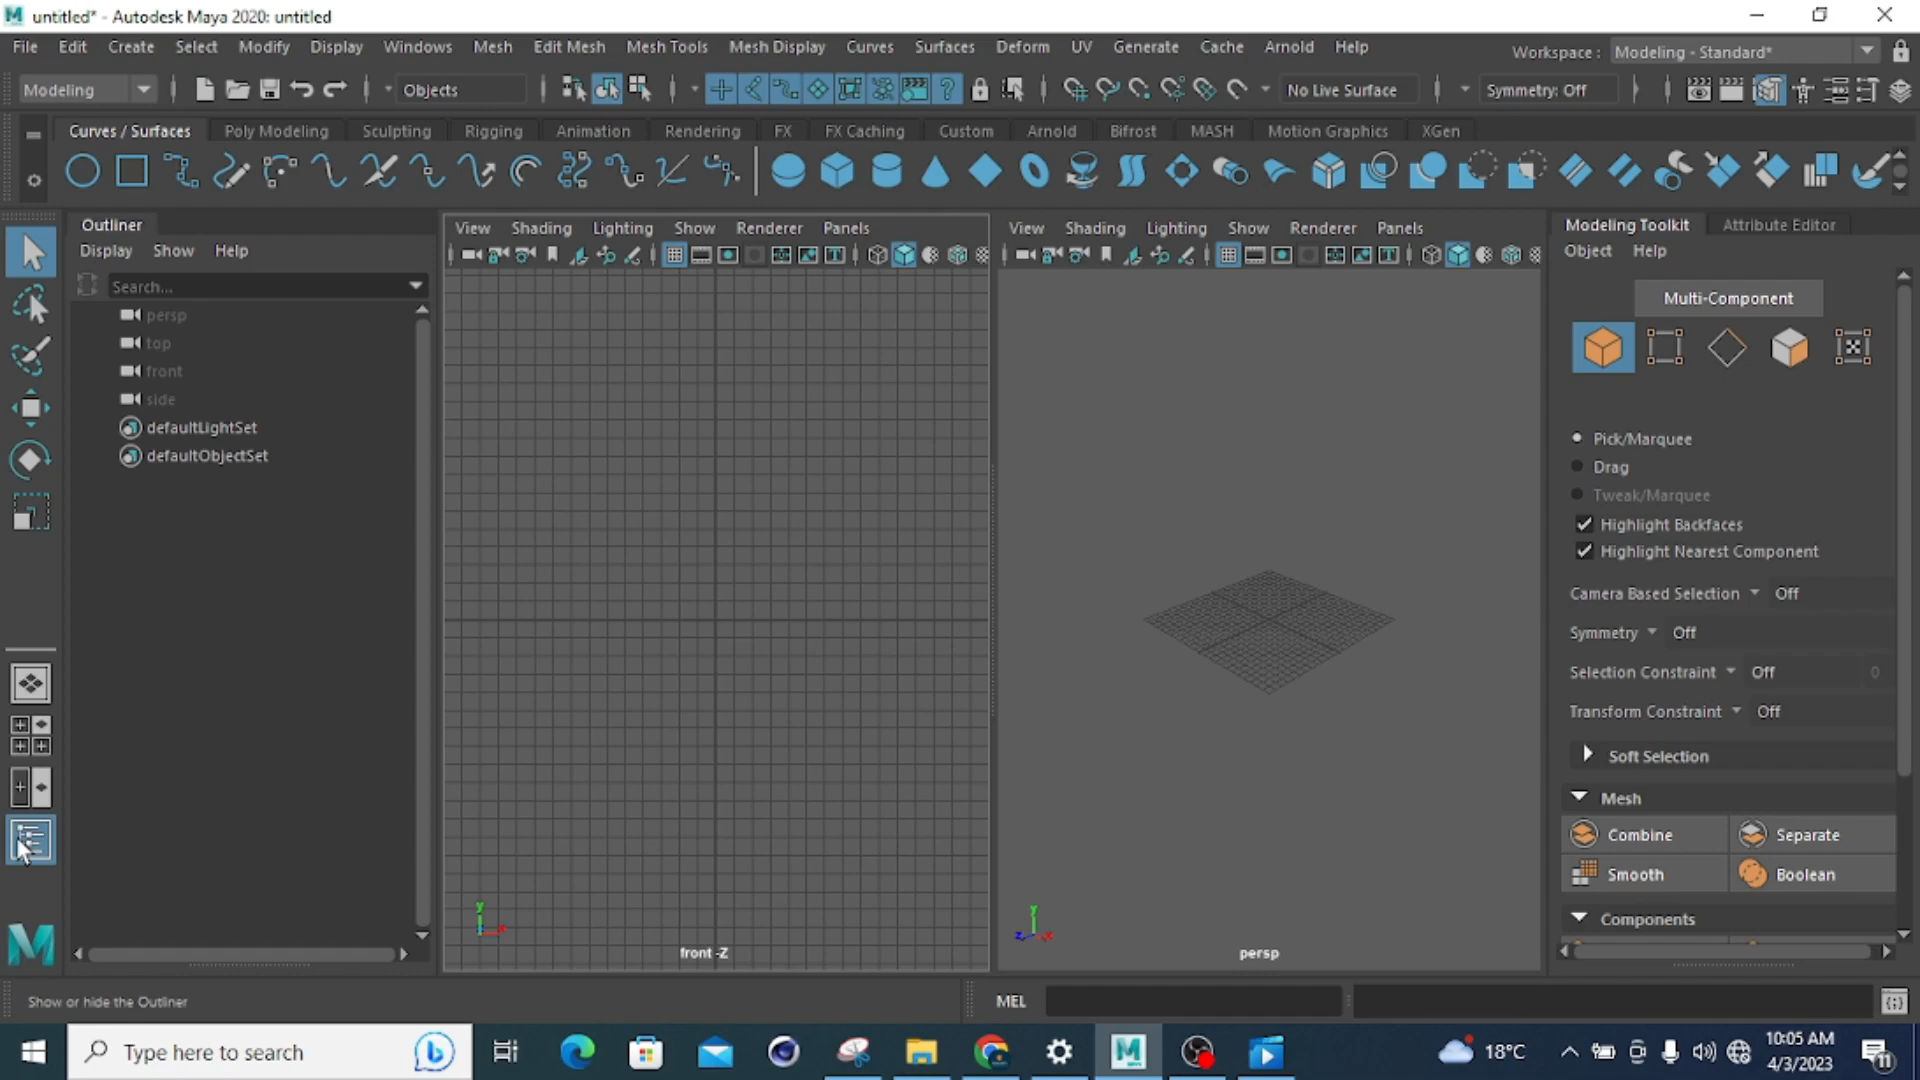 untitled* - Autodesk Maya 2020: untitled
File Edit Create Select Modify Display Windows Mesh Edit Mesh Mesh Tools Mesh Display Curves Surfaces Deform UV Generate Cache Arnold Help
Workspace : Modeling - Standard*
Modeling Objects No Live Surface Symmetry: Off
Curves / Surfaces Poly Modeling Sculpting Rigging Animation Rendering FX FX Caching Custom Arnold Bifrost MASH Motion Graphics XGen
Outliner
Display Show Help
Search...
persp
top
front
side
defaultLightSet
defaultObjectSet
View Shading Lighting Show Renderer Panels
y
x
front -Z
View Shading Lighting Show Renderer Panels
y
z x
persp
Modeling Toolkit Attribute Editor
Object Help
Multi-Component
Pick/Marquee
Drag
Tweak/Marquee
Highlight Backfaces
Highlight Nearest Component
Camera Based Selection Off
Symmetry Off
Selection Constraint Off 0
Transform Constraint Off
Soft Selection
Mesh
Combine Separate
Smooth Boolean
Components
Show or hide the Outliner
MEL
Type here to search
18°C
10:05 AM
4/3/2023
11